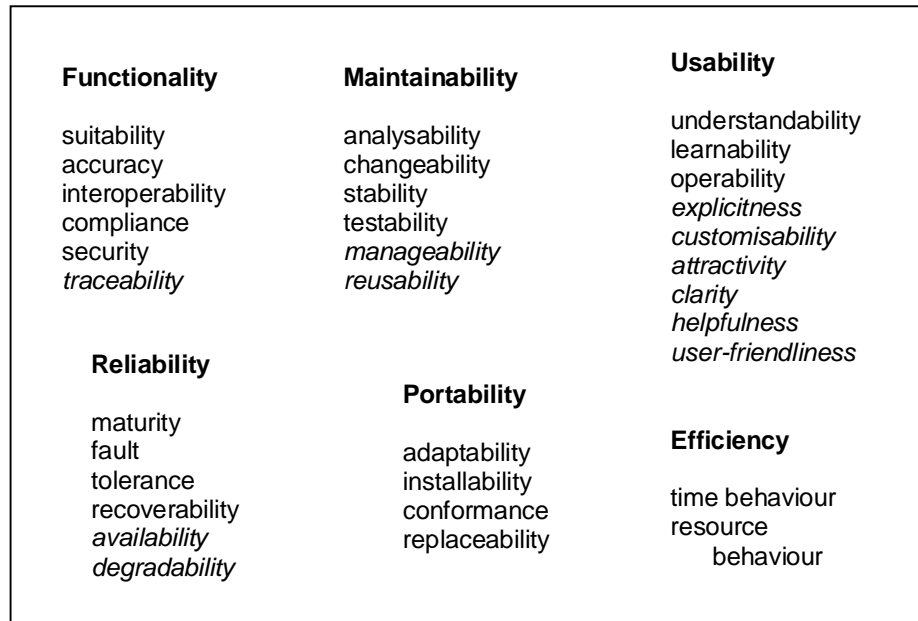 Functionality
suitability
accuracy
interoperability
compliance
security
traceability
Maintainability
analysability
changeability
stability
testability
manageability
reusability
Usability
understandability
learnability
operability
explicitness
customisability
attractivity
clarity
helpfulness
user-friendliness
Reliability
maturity
fault
tolerance
recoverability
availability
degradability
Portability
adaptability
installability
conformance
replaceability
Efficiency
time behaviour
resource
behaviour